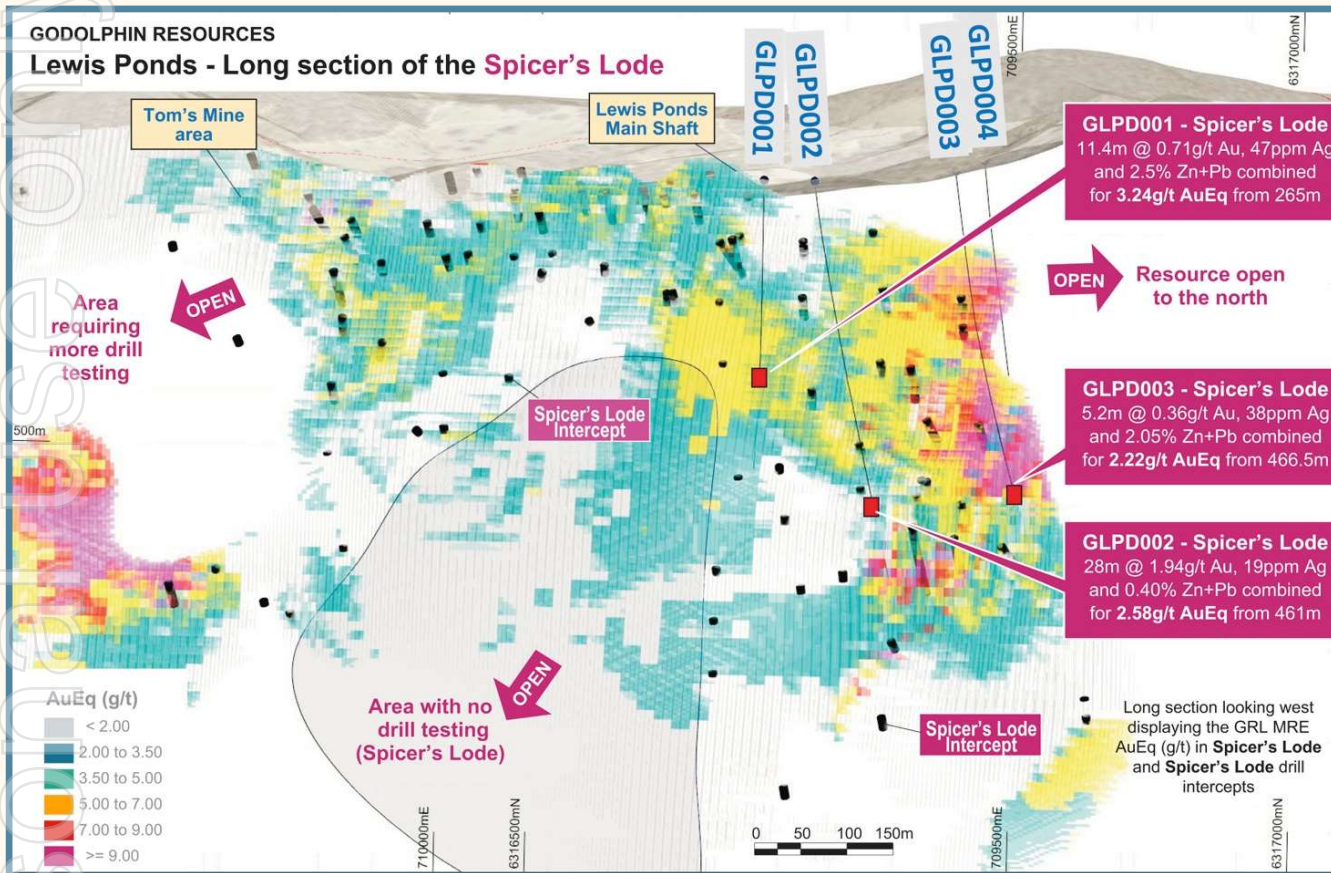 GODOLPHIN RESOURCES
Lewis Ponds - Long section of the Spicer's Lode
GLPD001
GLPD002
GLPD003
GLPD004
709500mE
6317000mN
Tom's Mine
area
Lewis Ponds
Main Shaft
GLPD001 - Spicer's Lode
11.4m @ 0.71g/t Au, 47ppm Ag
and 2.5% Zn+Pb combined
for 3.24g/t AuEq from 265m
OPEN
Area
requiring
more drill
testing
OPEN
Resource open
to the north
Spicer's Lode
Intercept
500m
GLPD003 - Spicer's Lode
5.2m @ 0.36g/t Au, 38ppm Ag
and 2.05% Zn+Pb combined
for 2.22g/t AuEq from 466.5m
GLPD002 - Spicer's Lode
28m @ 1.94g/t Au, 19ppm Ag
and 0.40% Zn+Pb combined
for 2.58g/t AuEq from 461m
OPEN
Area with no
drill testing
(Spicer's Lode)
Spicer's Lode
Intercept
Long section looking west
displaying the GRL MRE
AuEq (g/t) in Spicer's Lode
and Spicer's Lode drill
intercepts
AuEq (g/t)
< 2.00
2.00 to 3.50
3.50 to 5.00
5.00 to 7.00
7.00 to 9.00
>= 9.00
710000mE
6316500mN
0 50 100 150m
709500mE
6317000mN
sonal use only